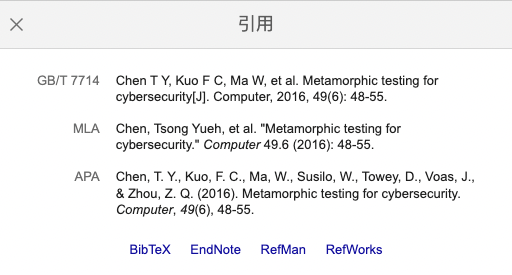 引用
GB/T 7714 Chen T Y, Kuo F C, Ma W, et al. Metamorphic testing for
cybersecurity[J]. Computer, 2016, 49(6): 48-55.
MLA Chen, Tsong Yueh, et al. "Metamorphic testing for
cybersecurity." Computer 49.6 (2016): 48-55.
APA Chen, T. Y., Kuo, F. C., Ma, W., Susilo, W., Towey, D., Voas, J.,
& Zhou, Z. Q. (2016). Metamorphic testing for cybersecurity.
Computer, 49(6), 48-55.
BibTeX EndNote RefMan RefWorks